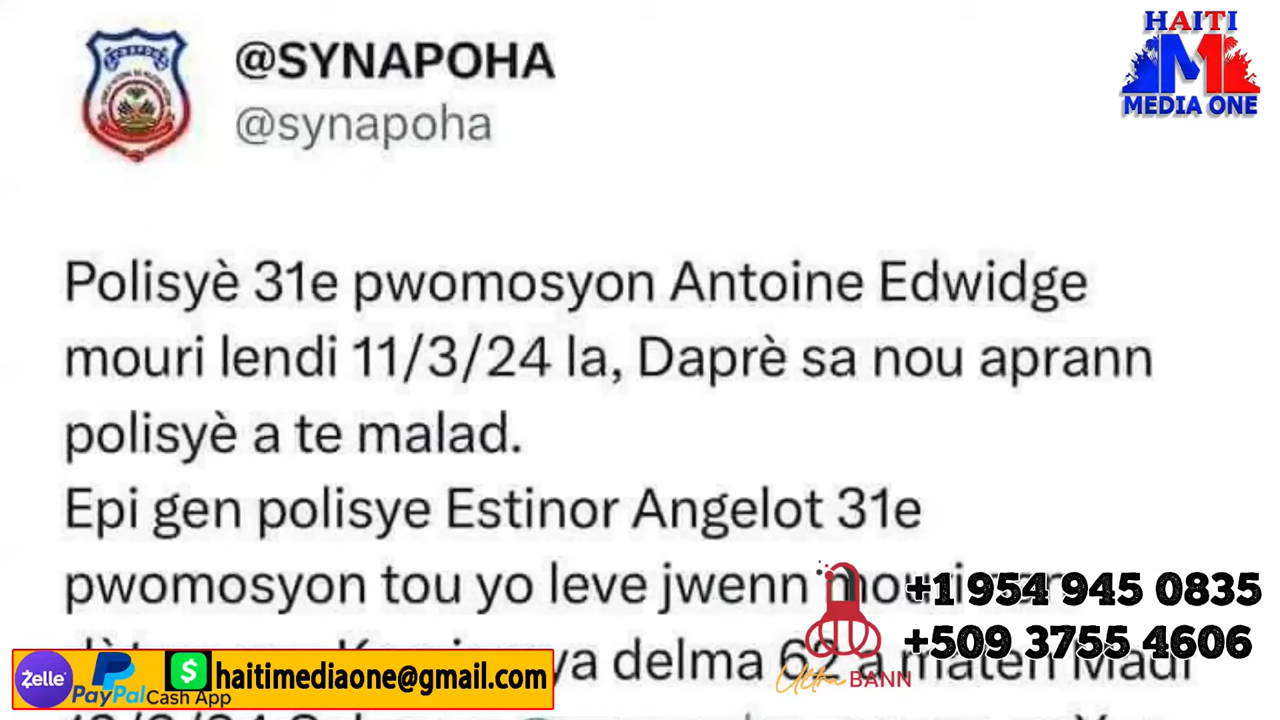 @SYNAPOHA
@synapoha
HAITI
MEDIA ONE
Polisyè 31e pwomosyon Antoine Edwidge
mouri lendi 11/3/24 la, Daprè sa nou aprann
polisyè a te malad.
Epi gen polisye Estinor Angelot 31e
pwomosyon tou yo leve jwenn
ya delma 62 a maten Madi
+1 954 945 0835
+509 3755 4606
Ultra BANN
Zelle
PayPal
$
Cash App
haitimediaone@gmail.com